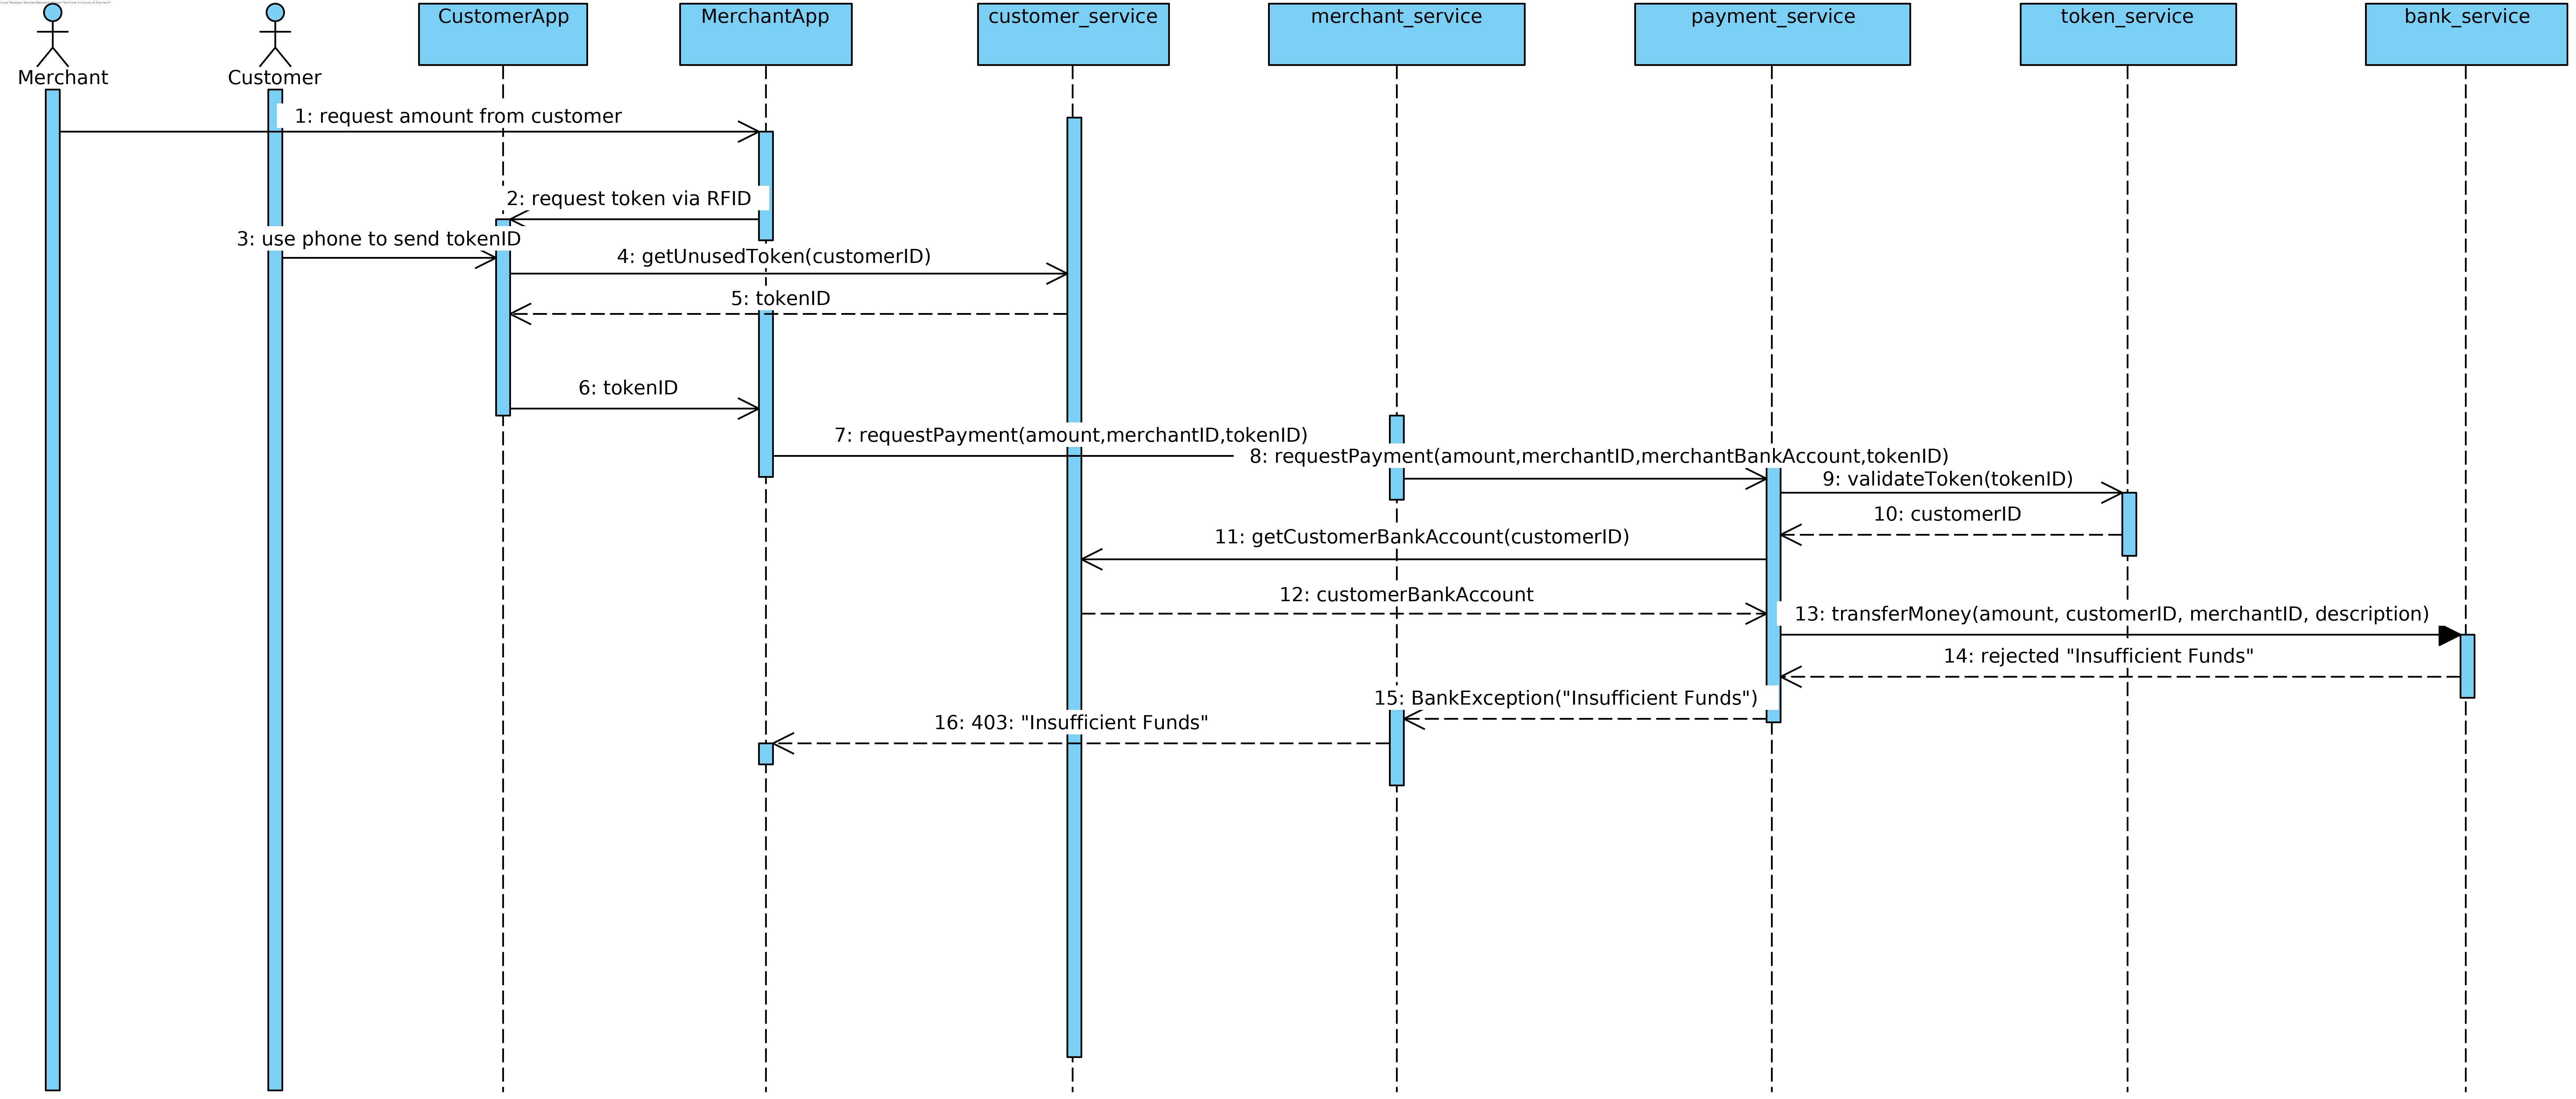 Merchant
Customer
CustomerApp
MerchantApp
customer_service
merchant_service
payment_service
token_service
bank_service
1: request amount from customer
2: request token via RFID
3: use phone to send tokenID
4: getUnusedToken(customerID)
5: tokenID
6: tokenID
7: requestPayment(amount,merchantID,tokenID)
8: requestPayment(amount,merchantID,merchantBankAccount,tokenID)
9: validateToken(tokenID)
10: customerID
11: getCustomerBankAccount(customerID)
12: customerBankAccount
13: transferMoney(amount, customerID, merchantID, description)
14: rejected "Insufficient Funds"
15: BankException("Insufficient Funds")
16: 403: "Insufficient Funds"